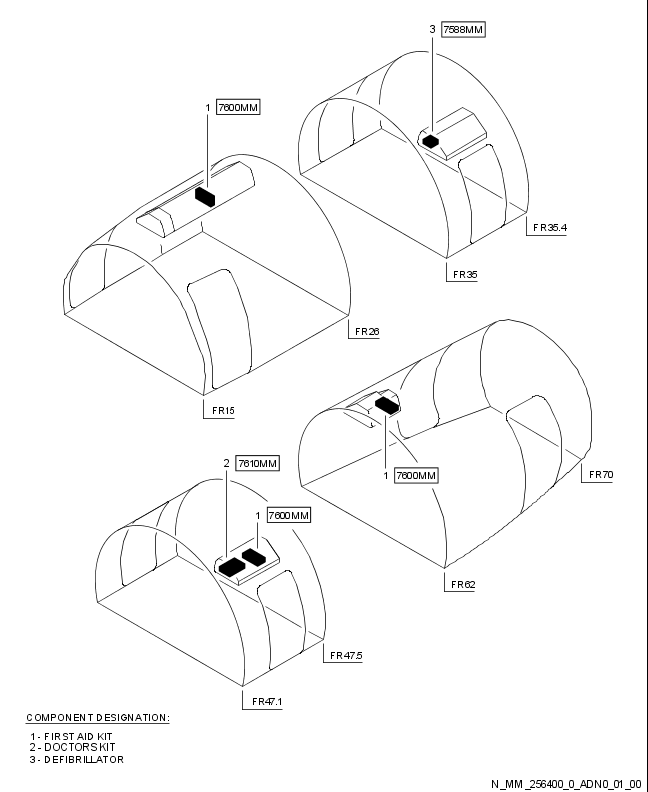 3 7588MM
1 7600MM
FR35.4
FR35
FR26
FR15
1 7600MM
FR70
2 7610MM
1 7600MM
FR62
FR47.5
FR47.1
COMPONENT DESIGNATION:
1 - FIRST AID KIT
2 - DOCTORS KIT
3 - DEFIBRILLATOR
N_MM_256400_0_ADN0_01_00